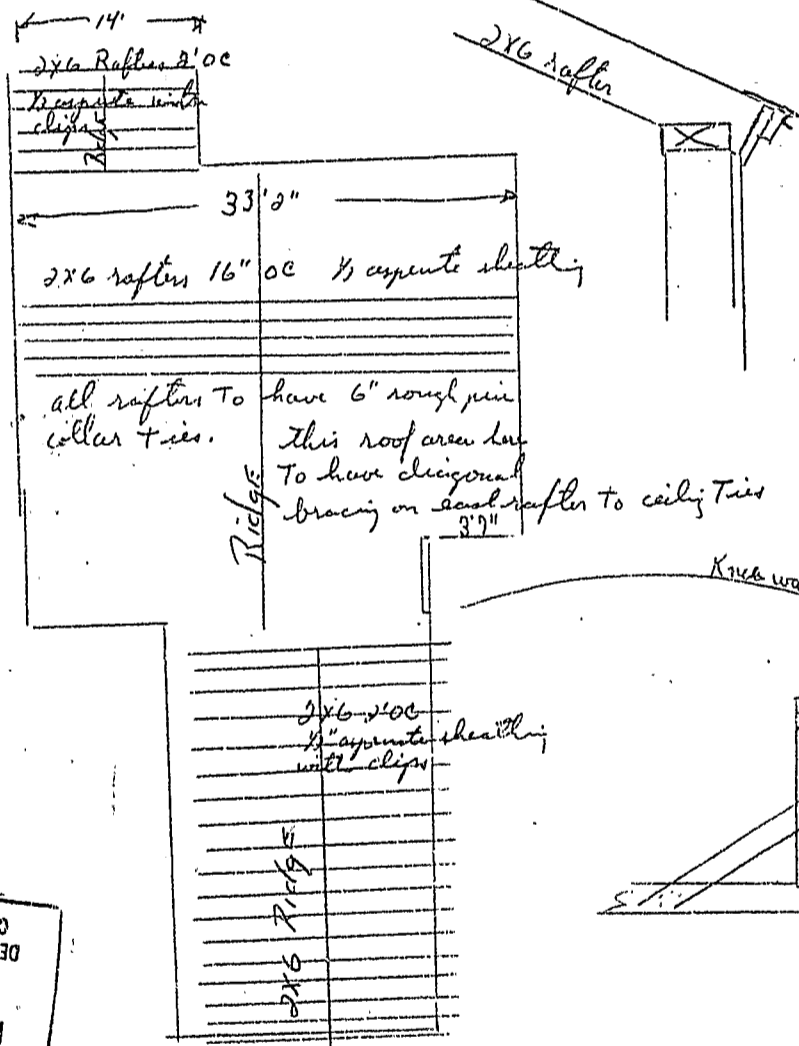 14'
2x6 Rafters 2' OC
½ aspenite with
clips
Ridge
2x6 rafter
33' 2"
2x6 rafters 16" OC ½ aspenite sheathing
all rafters To have 6" rough pine
collar Ties.
this roof area here
To have diagonal
bracing on each rafter to ceiling Ties
Ridge
3'7"
Knee wa
2x6 2' OC
½" aspenite sheathing
with clips
2x6 Ridge